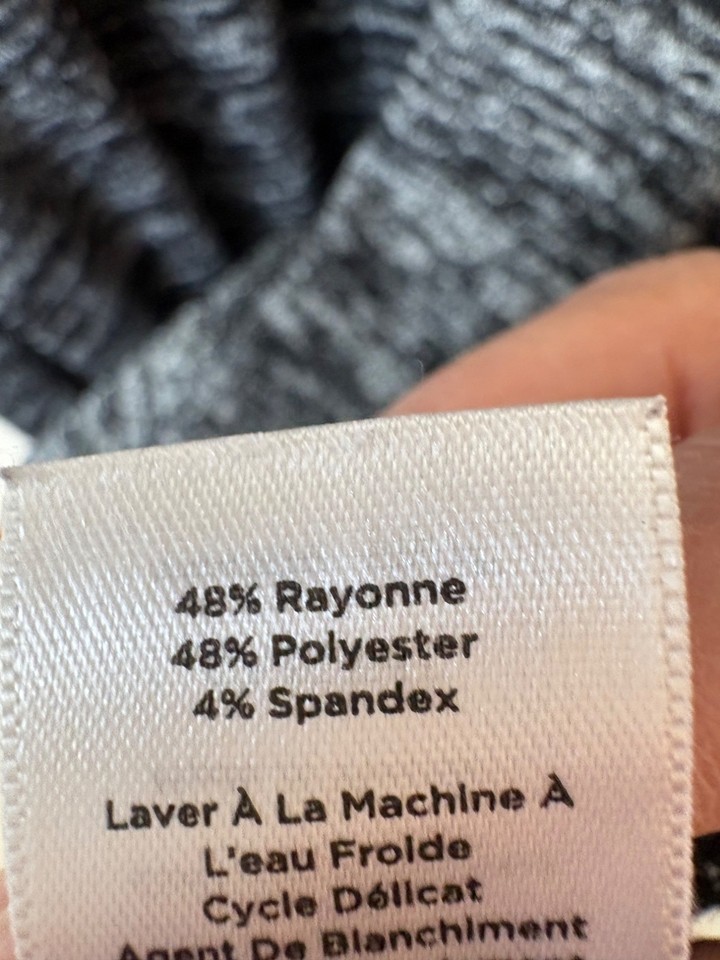 48% Rayonne
48% Polyester
4% Spandex
Laver À La Machine À
L'eau Froide
Cycle Délicat
Agent De Blanchiment